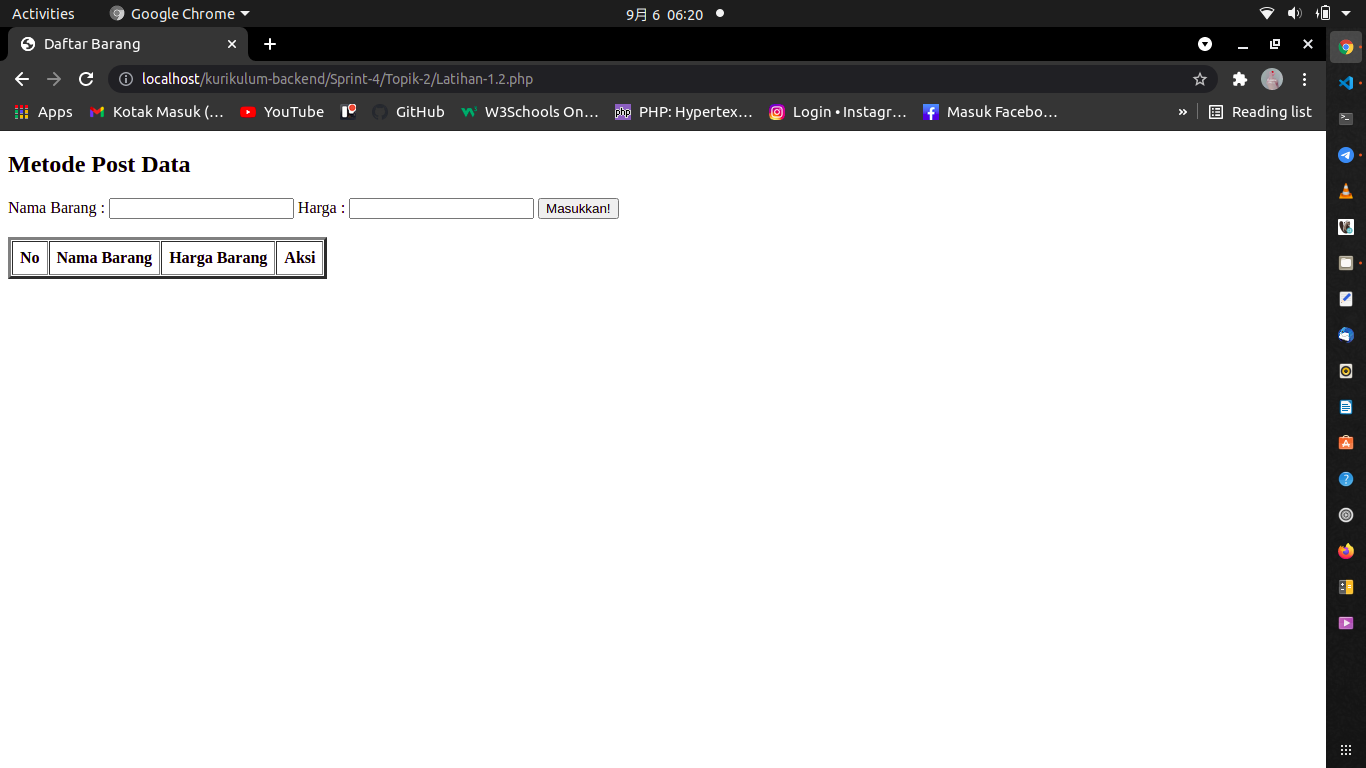 Activities Google Chrome 9月 6 06:20
Daftar Barang
localhost/kurikulum-backend/Sprint-4/Topik-2/Latihan-1.2.php
Apps Kotak Masuk (… YouTube GitHub W3Schools On… php PHP: Hypertex… Login • Instagr… Masuk Facebo… » Reading list
Metode Post Data
Nama Barang : Harga : Masukkan!
No Nama Barang Harga Barang Aksi